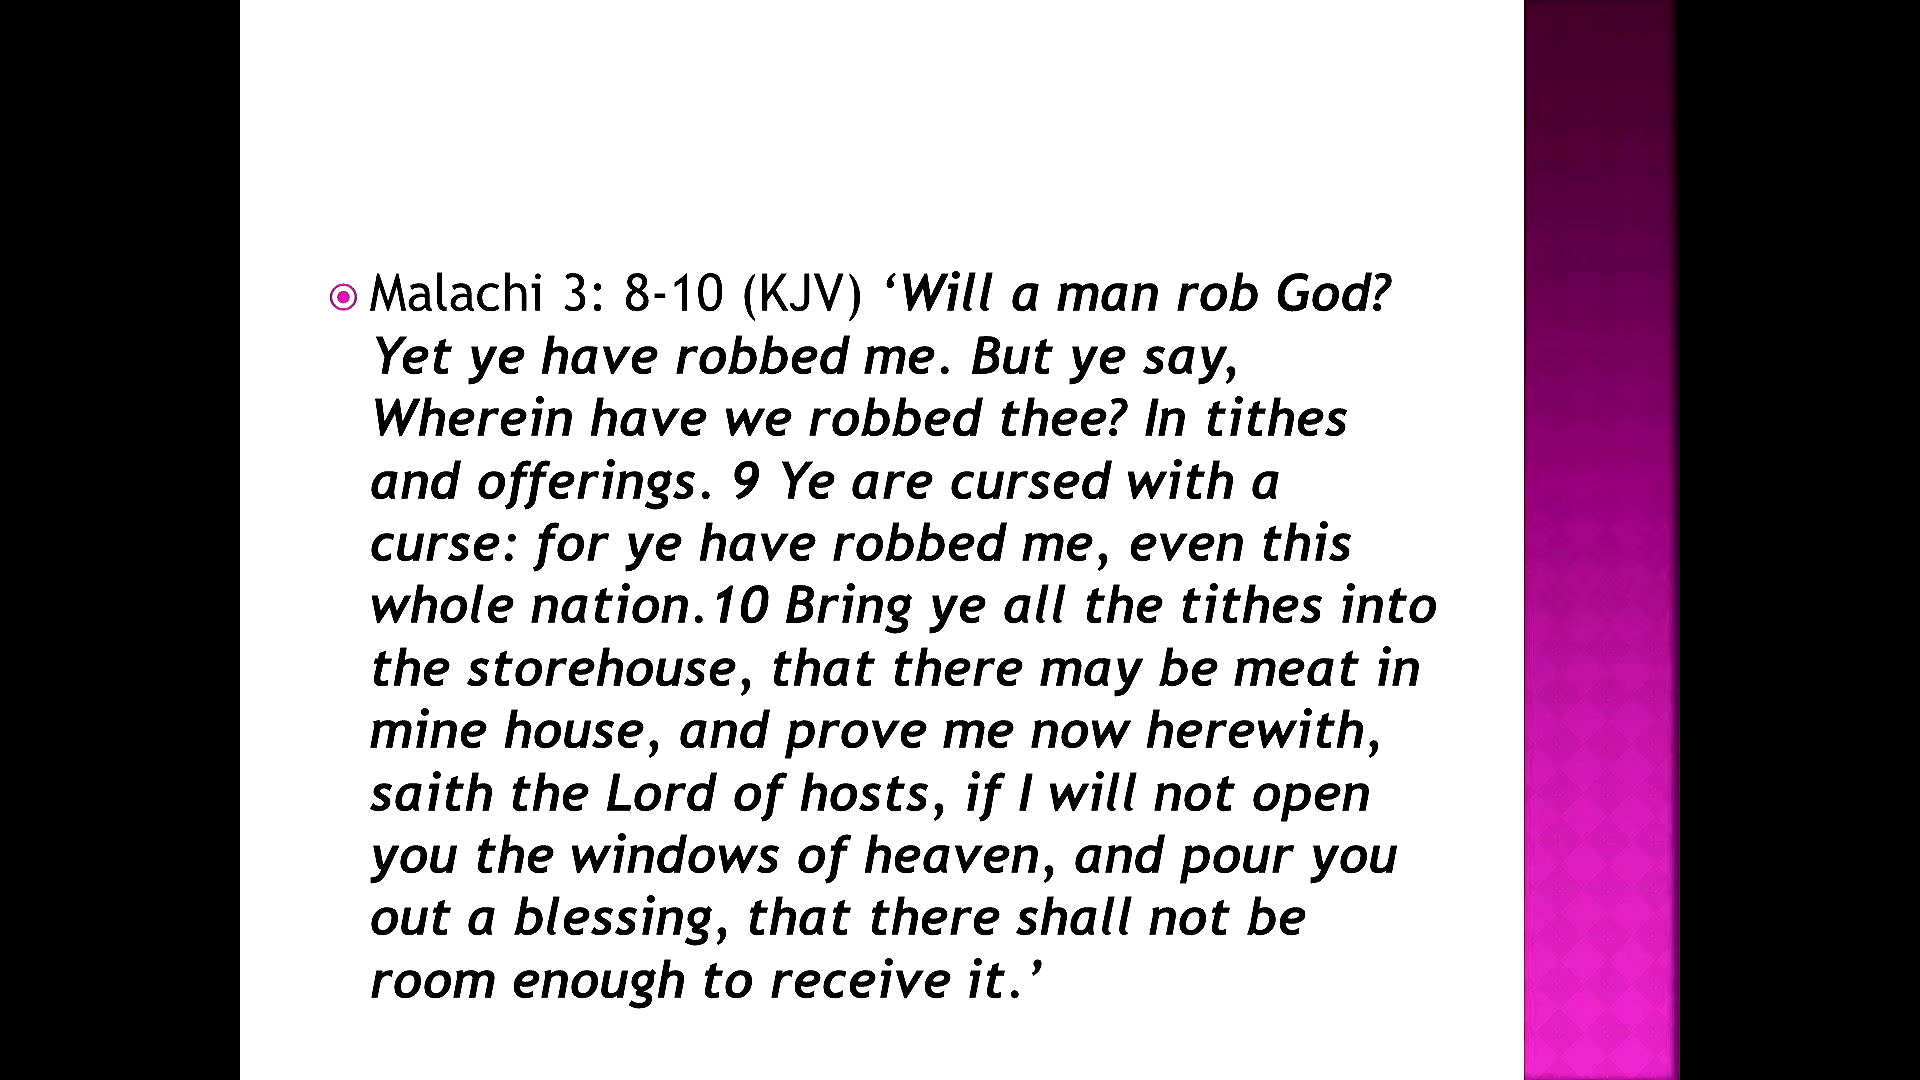 Malachi 3: 8-10 (KJV) ‘Will a man rob God?
Yet ye have robbed me. But ye say,
Wherein have we robbed thee? In tithes
and offerings. 9 Ye are cursed with a
curse: for ye have robbed me, even this
whole nation.10 Bring ye all the tithes into
the storehouse, that there may be meat in
mine house, and prove me now herewith,
saith the Lord of hosts, if I will not open
you the windows of heaven, and pour you
out a blessing, that there shall not be
room enough to receive it.’